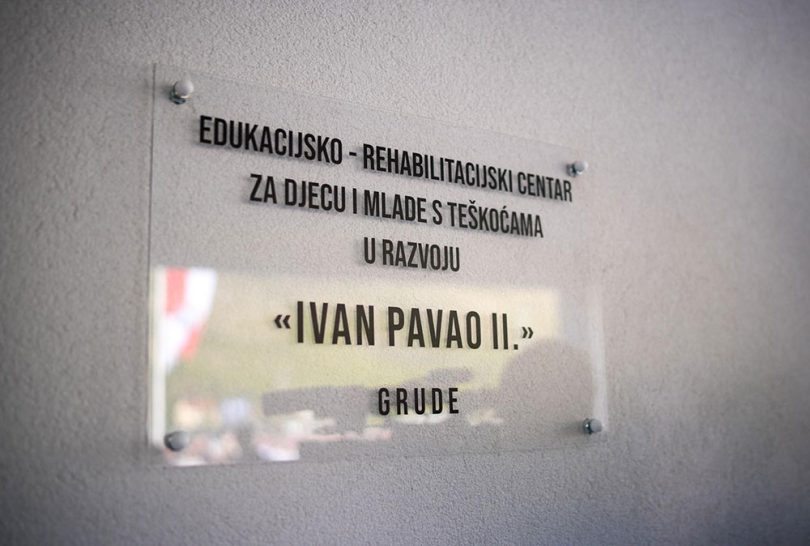 EDUKACIJSKO - REHABILITACIJSKI CENTAR
ZA DJECU I MLADE S TEŠKOĆAMA
U RAZVOJU
«IVAN PAVAO II.»
GRUDE